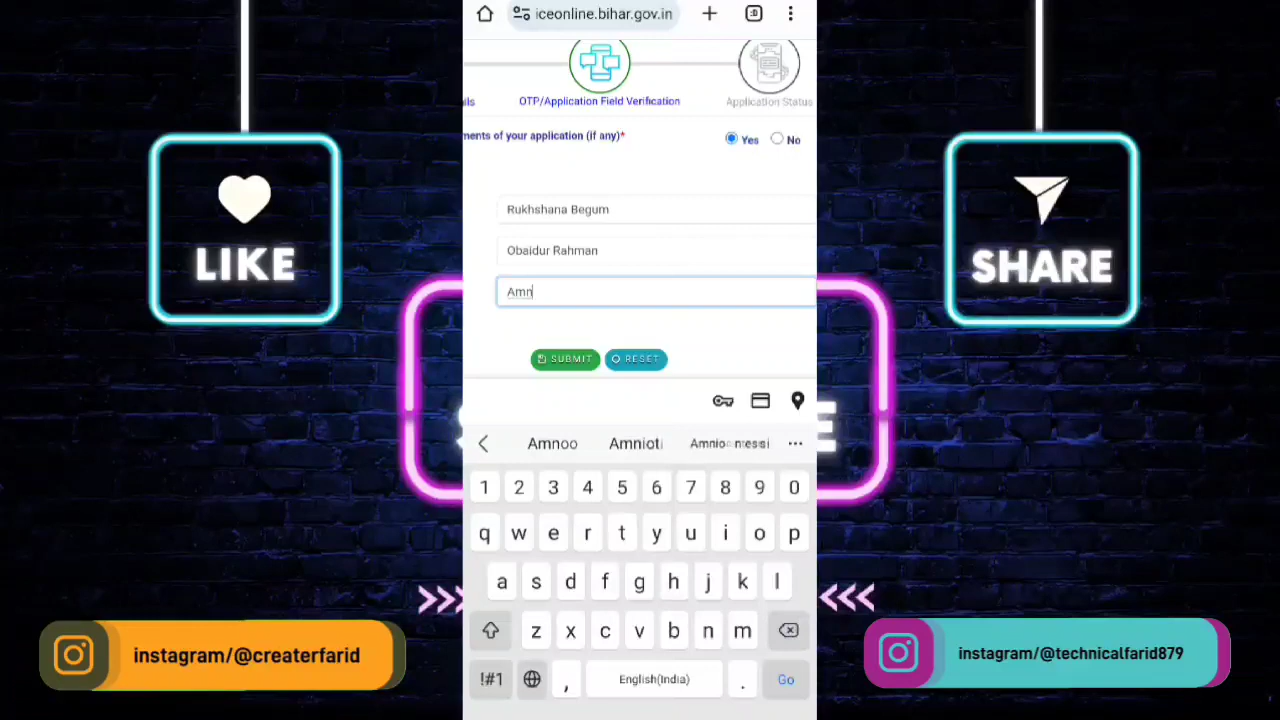 iceonline.bihar.gov.in
ils
OTP/Application Field Verification
Application Status
ments of your application (if any)*
Yes
No
LIKE
SHARE
Rukhshana Begum
Obaidur Rahman
Amn
SUBMIT
RESET
S
E
Amnoo
Amnioti
1 2 3 4 5 6 7 8 9 0
q w e r t y u i o p
a s d f g h j k l
z x c v b n m
!#1 , English(India) . Go
instagram/@createrfarid
instagram/@technicalfarid879